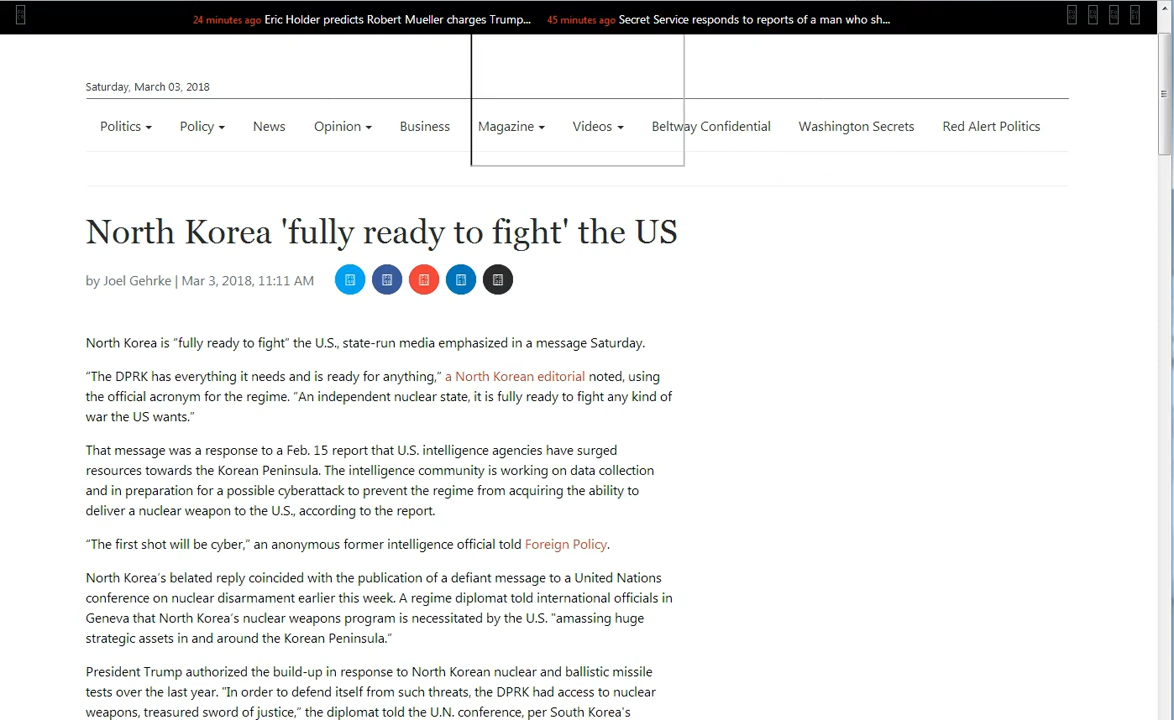 24 minutes ago Eric Holder predicts Robert Mueller charges Trump... 45 minutes ago Secret Service responds to reports of a man who sh...
Saturday, March 03, 2018
Politics Policy News Opinion Business Magazine Videos Beltway Confidential Washington Secrets Red Alert Politics
North Korea 'fully ready to fight' the US
by Joel Gehrke | Mar 3, 2018, 11:11 AM
North Korea is “fully ready to fight” the U.S., state-run media emphasized in a message Saturday.
“The DPRK has everything it needs and is ready for anything,” a North Korean editorial noted, using
the official acronym for the regime. “An independent nuclear state, it is fully ready to fight any kind of
war the US wants.”
That message was a response to a Feb. 15 report that U.S. intelligence agencies have surged
resources towards the Korean Peninsula. The intelligence community is working on data collection
and in preparation for a possible cyberattack to prevent the regime from acquiring the ability to
deliver a nuclear weapon to the U.S., according to the report.
“The first shot will be cyber,” an anonymous former intelligence official told Foreign Policy.
North Korea’s belated reply coincided with the publication of a defiant message to a United Nations
conference on nuclear disarmament earlier this week. A regime diplomat told international officials in
Geneva that North Korea’s nuclear weapons program is necessitated by the U.S. "amassing huge
strategic assets in and around the Korean Peninsula.”
President Trump authorized the build-up in response to North Korean nuclear and ballistic missile
tests over the last year. "In order to defend itself from such threats, the DPRK had access to nuclear
weapons, treasured sword of justice,” the diplomat told the U.N. conference, per South Korea's